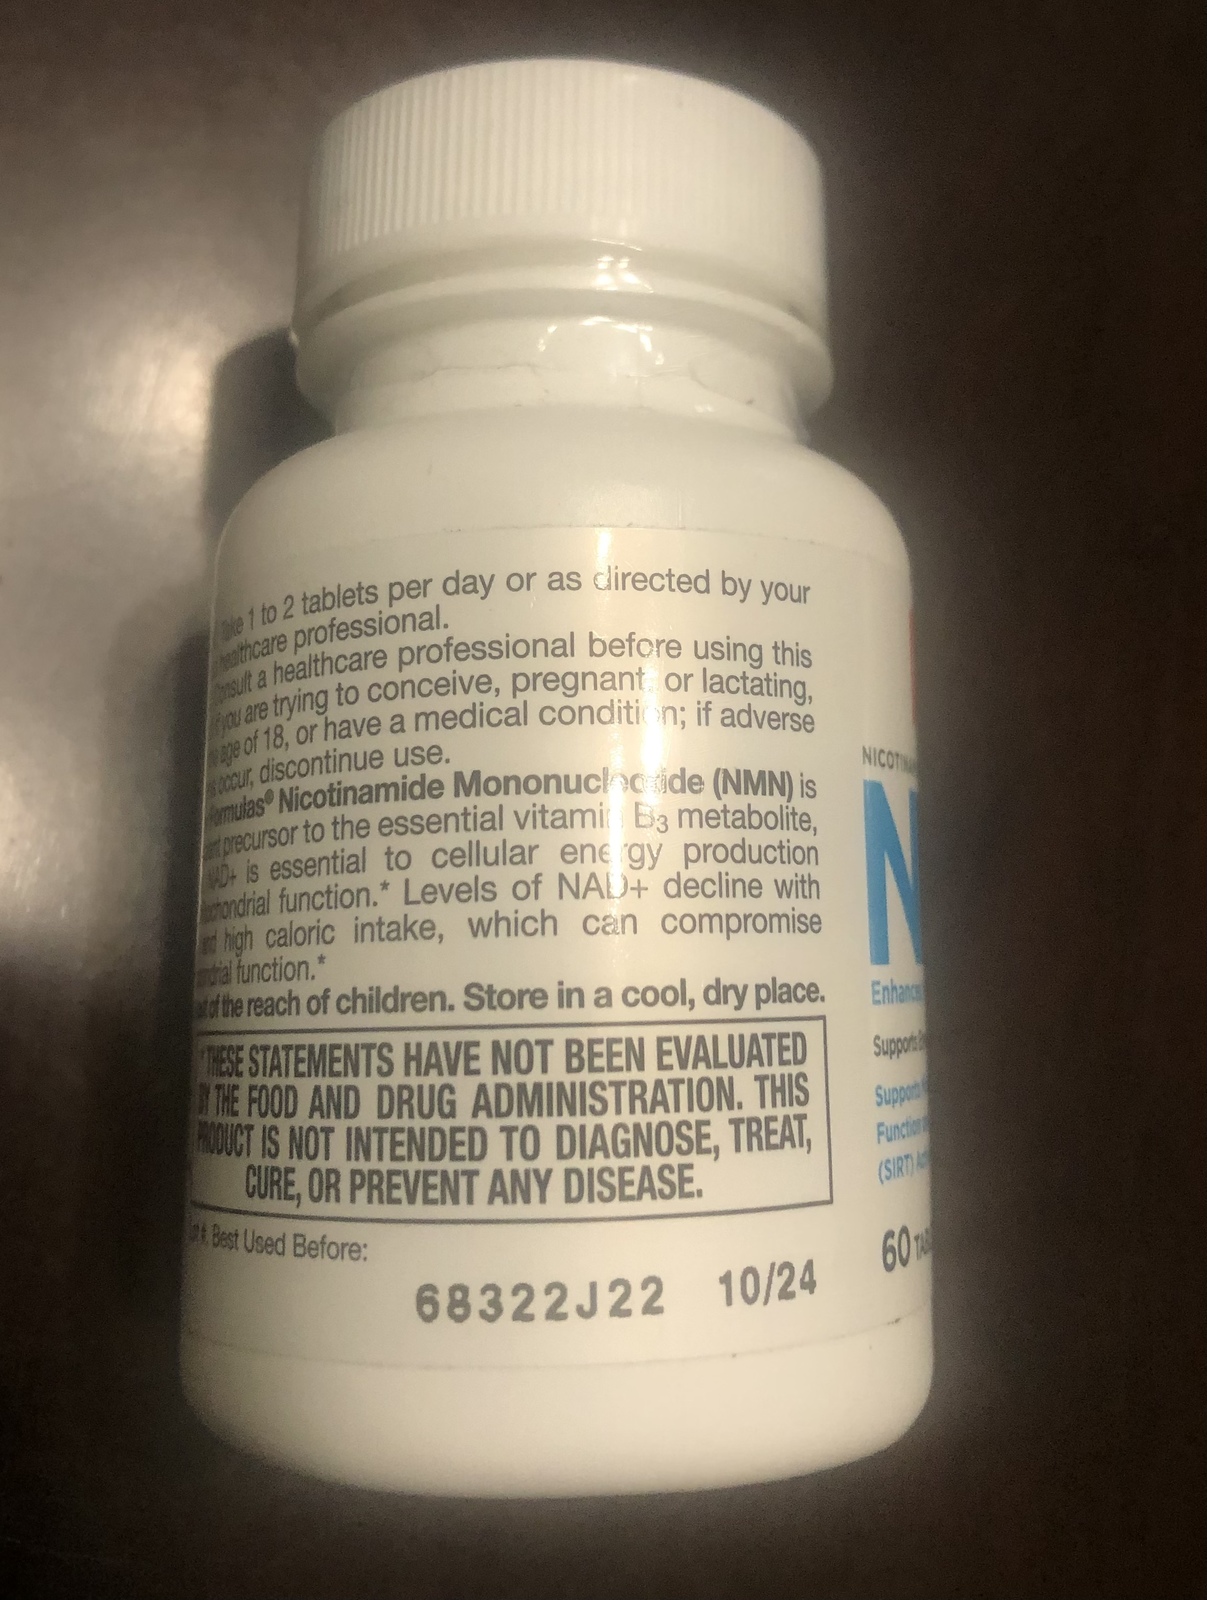 1 to 2 tablets per day or as directed by your
healthcare professional.
Consult a healthcare professional before using this
if you are trying to conceive, pregnant, or lactating,
age of 18, or have a medical condition; if adverse
occur, discontinue use.
Formulas® Nicotinamide Mononucleotide (NMN) is
precursor to the essential vitamin B3 metabolite,
NAD+ is essential to cellular energy production
function.* Levels of NAD+ decline with
and high caloric intake, which can compromise
function.*
of the reach of children. Store in a cool, dry place.
*THESE STATEMENTS HAVE NOT BEEN EVALUATED
BY THE FOOD AND DRUG ADMINISTRATION. THIS
PRODUCT IS NOT INTENDED TO DIAGNOSE, TREAT,
CURE, OR PREVENT ANY DISEASE.
Best Used Before:
68322J22 10/24
N
Supports
Supports
Function
(SIRT)
60